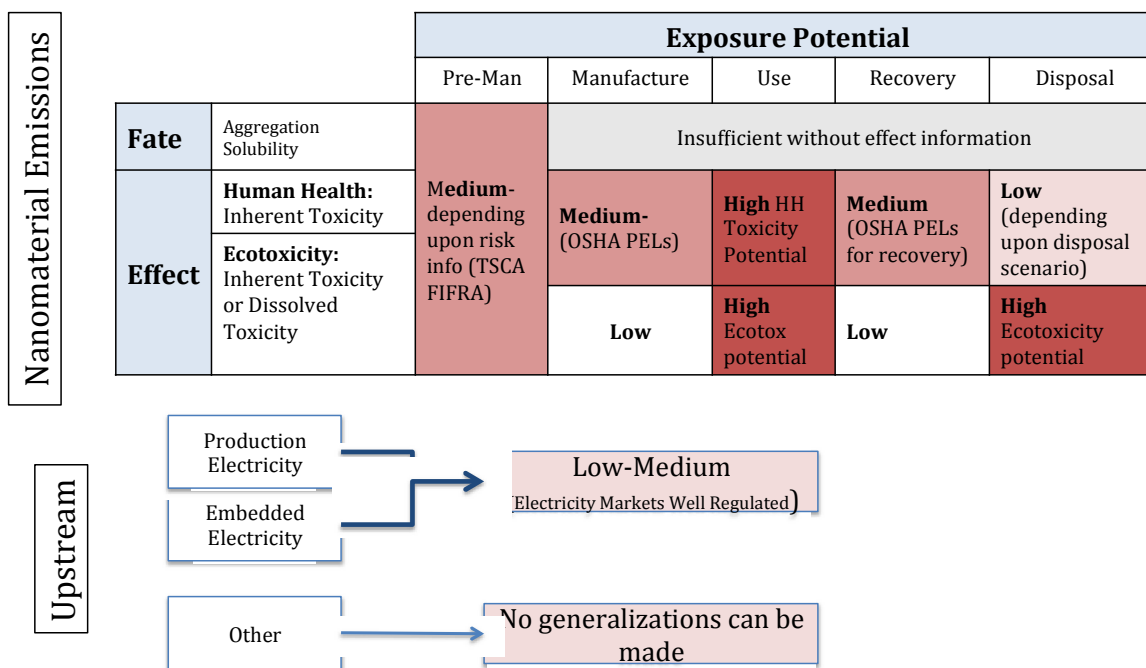 Nanomaterial Emissions
Exposure Potential
Pre-Man
Manufacture
Use
Recovery
Disposal
Fate
Aggregation
Solubility
Insufficient without effect information
Effect
Human Health:
Inherent Toxicity
Ecotoxicity:
Inherent Toxicity
or Dissolved
Toxicity
Medium-
depending
upon risk
info (TSCA
FIFRA)
Medium-
(OSHA PELs)
High HH
Toxicity
Potential
Medium
(OSHA PELs
for recovery)
Low
(depending
upon disposal
scenario)
Low
High
Ecotox
potential
Low
High
Ecotoxicity
potential
Upstream
Production
Electricity
Embedded
Electricity
Low-Medium
(Electricity Markets Well Regulated)
Other
No generalizations can be
made